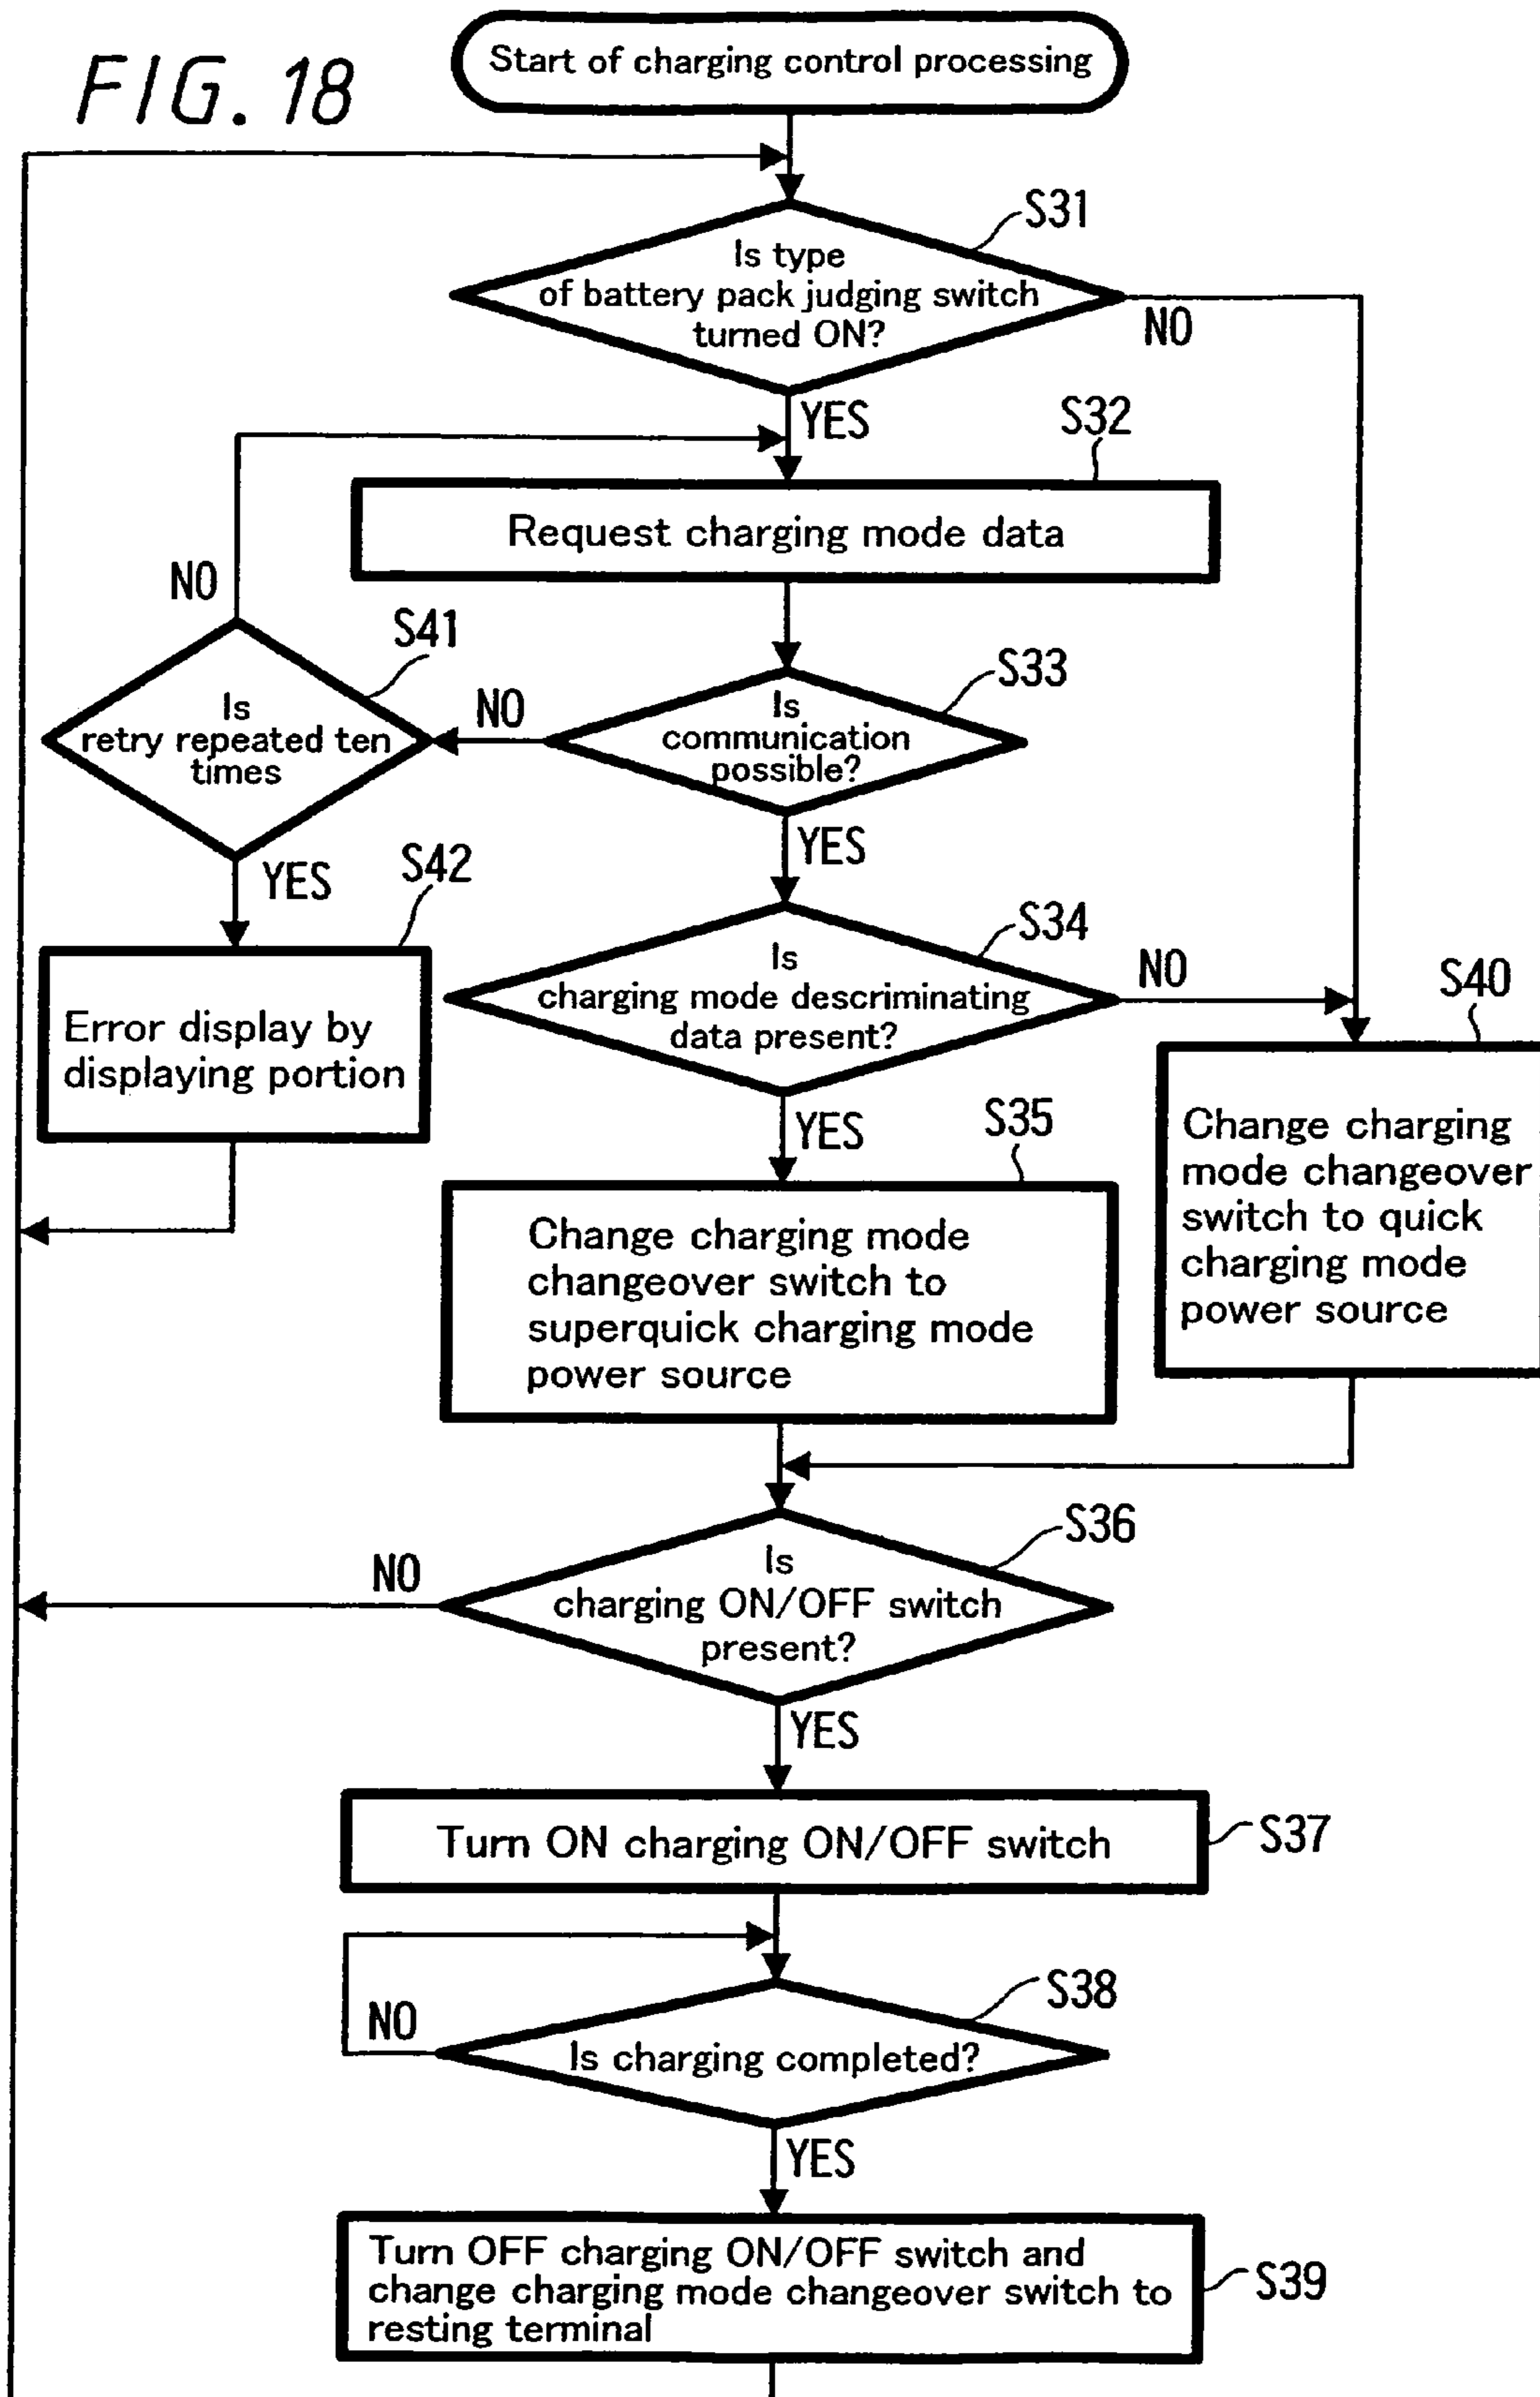 FIG. 18
Start of charging control processing
S31
Is type
of battery pack judging switch
turned ON?
NO
YES
S32
Request charging mode data
NO
S41
Is
retry repeated ten
times
NO
S33
Is
communication
possible?
YES
YES
S42
Error display by
displaying portion
S34
Is
charging mode descriminating
data present?
NO
S40
Change charging
mode changeover
switch to quick
charging mode
power source
YES
S35
Change charging mode
changeover switch to
superquick charging mode
power source
S36
Is
charging ON/OFF switch
present?
NO
YES
Turn ON charging ON/OFF switch
S37
S38
NO
Is charging completed?
YES
Turn OFF charging ON/OFF switch and
change charging mode changeover switch to
resting terminal
S39